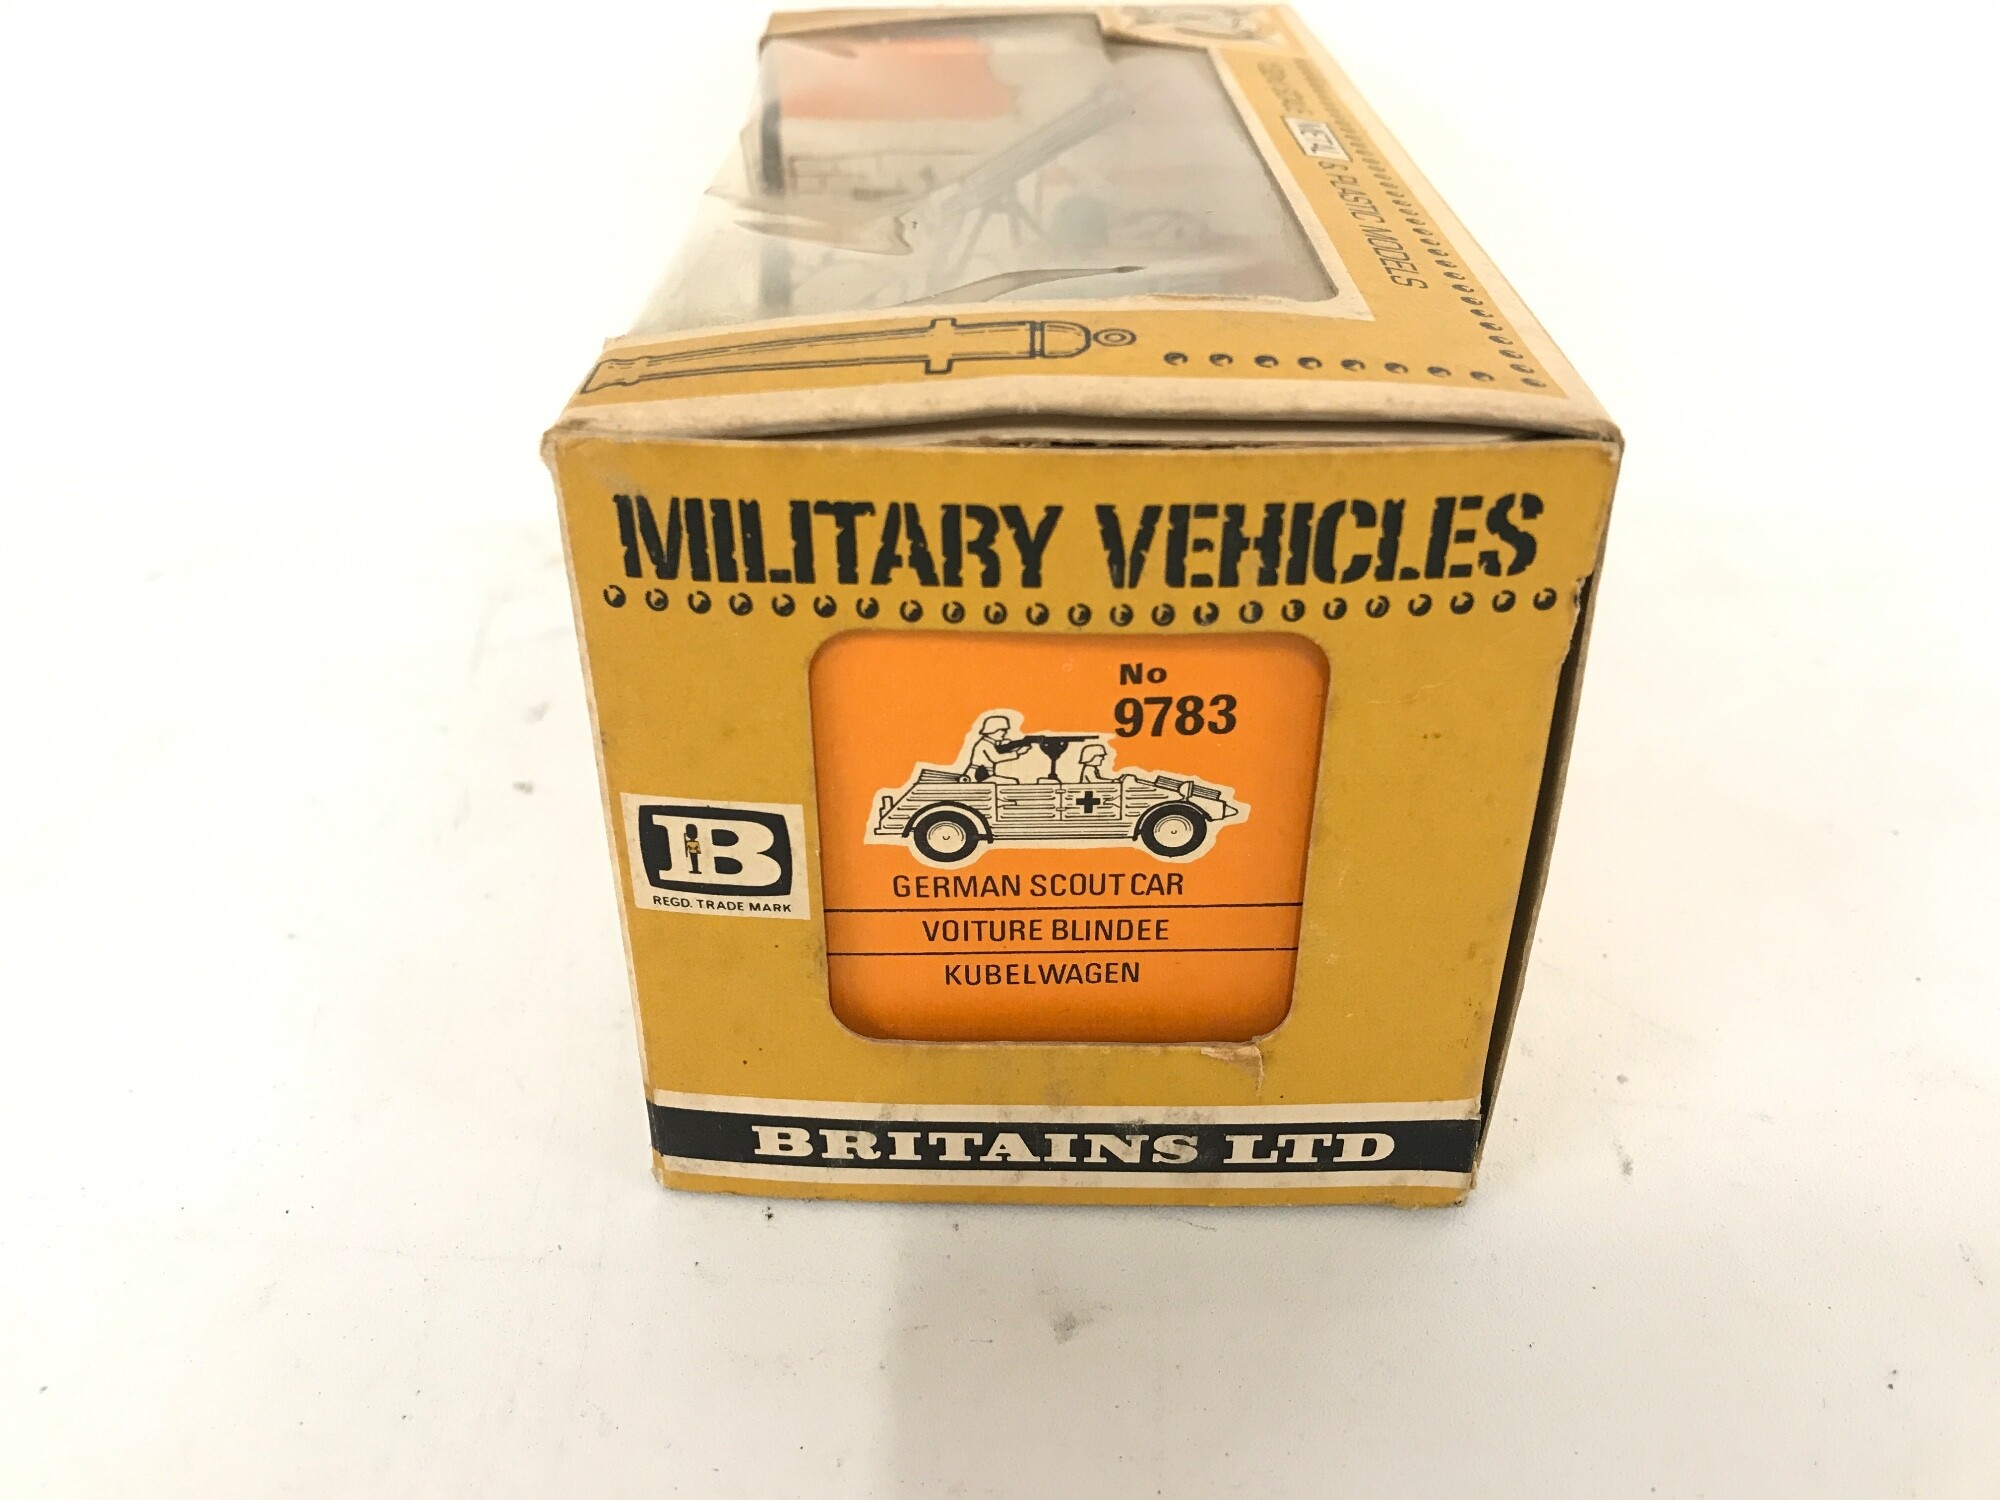 METAL & PLASTIC MODELS
MILITARY VEHICLES
No
9783
B
REGD. TRADE MARK
GERMAN SCOUT CAR
VOITURE BLINDEE
KUBELWAGEN
BRITAINS LTD